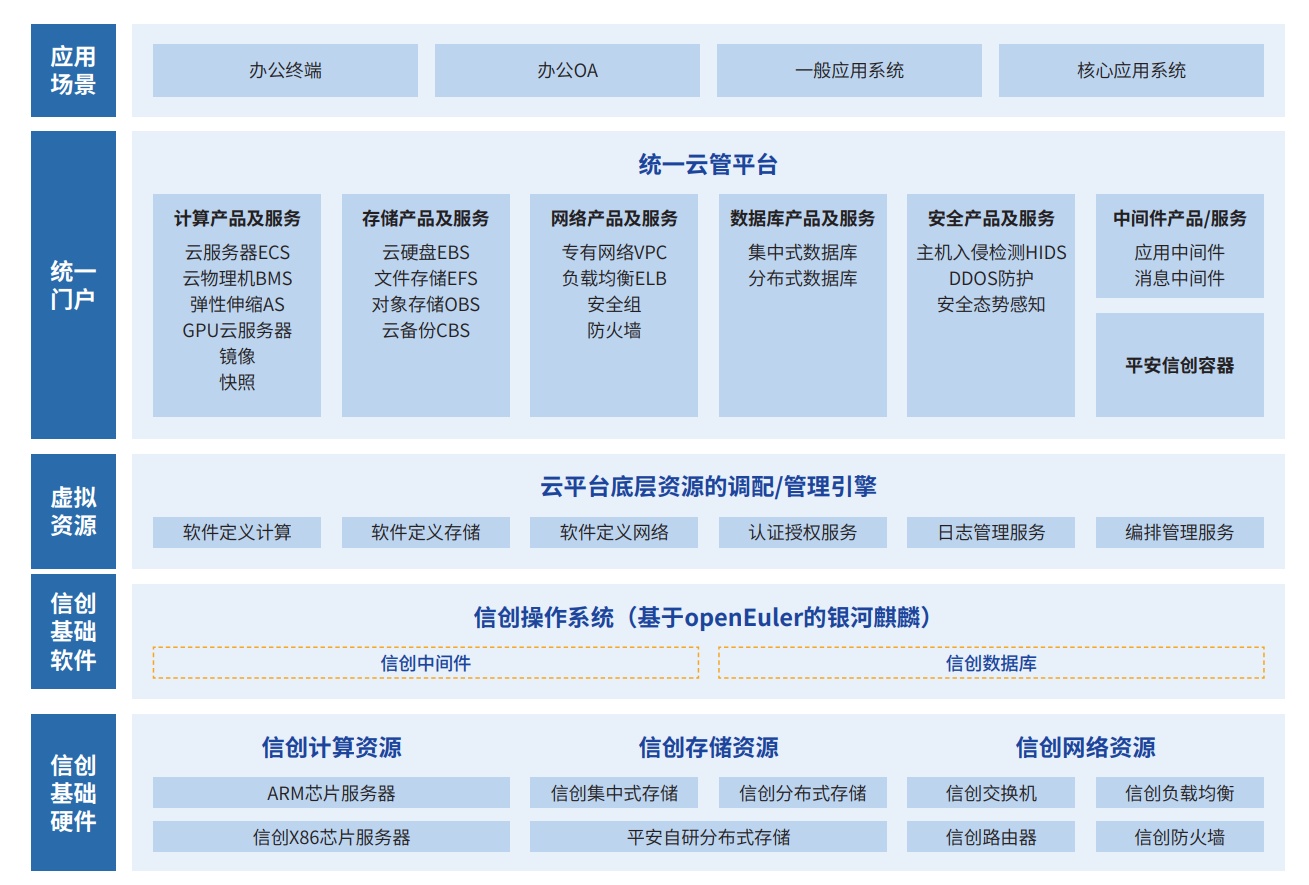 应用
场景
办公终端
办公OA
一般应用系统
核心应用系统
统一
门户
统一云管平台
计算产品及服务
云服务器ECS
云物理机BMS
弹性伸缩AS
GPU云服务器
镜像
快照
存储产品及服务
云硬盘EBS
文件存储EFS
对象存储OBS
云备份CBS
网络产品及服务
专有网络VPC
负载均衡ELB
安全组
防火墙
数据库产品及服务
集中式数据库
分布式数据库
安全产品及服务
主机入侵检测HIDS
DDOS防护
安全态势感知
中间件产品/服务
应用中间件
消息中间件
平安信创容器
虚拟
资源
云平台底层资源的调配/管理引擎
软件定义计算
软件定义存储
软件定义网络
认证授权服务
日志管理服务
编排管理服务
信创
基础
软件
信创操作系统（基于openEuler的银河麒麟）
信创中间件
信创数据库
信创
基础
硬件
信创计算资源
ARM芯片服务器
信创X86芯片服务器
信创存储资源
信创集中式存储
信创分布式存储
平安自研分布式存储
信创网络资源
信创交换机
信创负载均衡
信创路由器
信创防火墙